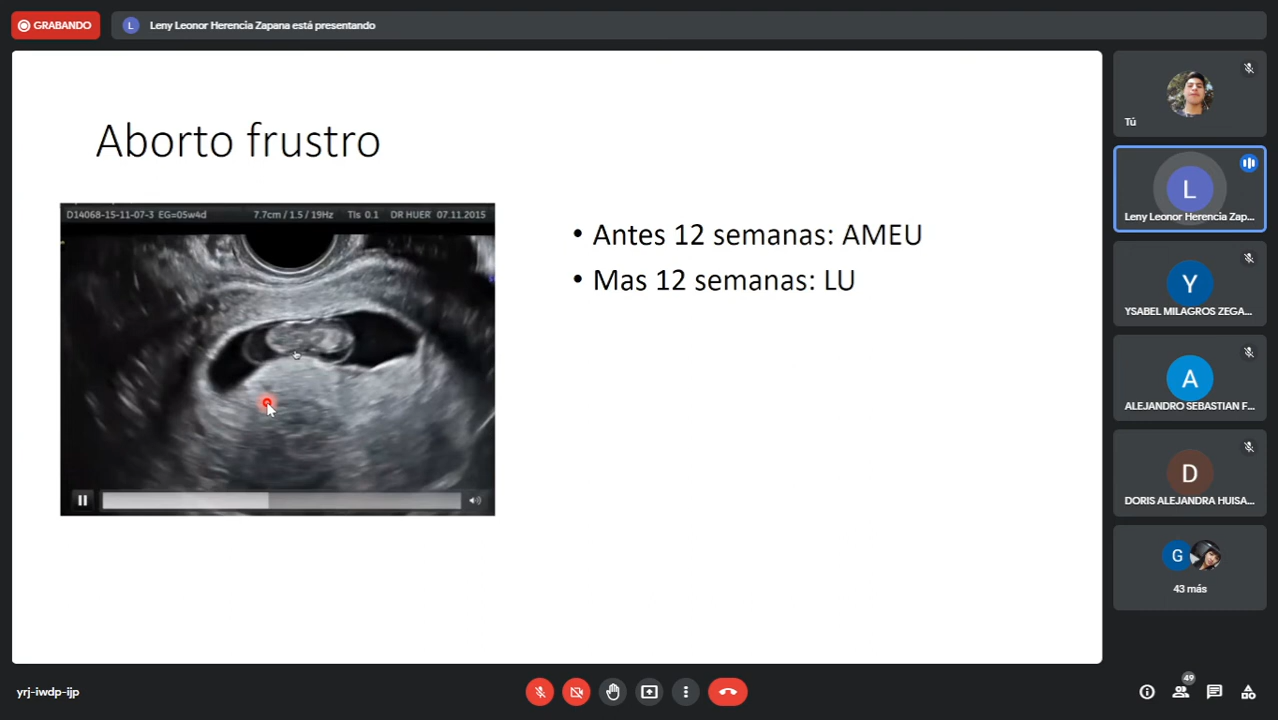 GRABANDO
L Leny Leonor Herencia Zapana está presentando
Aborto frustro
D14068-15-11-07-3 EG=05w4d 7.7cm / 1.5 / 19Hz TIs 0.1 DR HUER 07.11.2015
• Antes 12 semanas: AMEU
• Mas 12 semanas: LU
Tú
L
Leny Leonor Herencia Zap...
Y
YSABEL MILAGROS ZEGA...
A
ALEJANDRO SEBASTIAN F...
D
DORIS ALEJANDRA HUISA...
G
43 más
yrj-iwdp-ijp
49